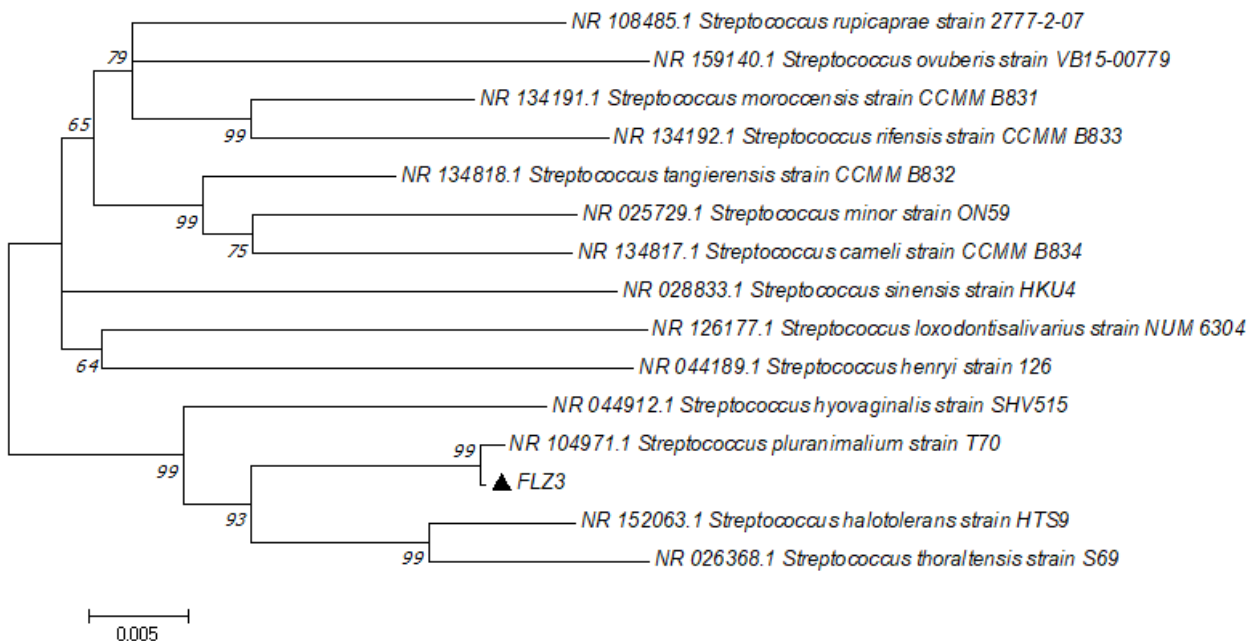 NR 108485.1 Streptococcus rupicaprae strain 2777-2-07
79
NR 159140.1 Streptococcus ovuberis strain VB15-00779
NR 134191.1 Streptococcus moroccensis strain CCMM B831
65
99
NR 134192.1 Streptococcus rifensis strain CCMM B833
NR 134818.1 Streptococcus tangierensis strain CCMM B832
99
NR 025729.1 Streptococcus minor strain ON59
75
NR 134817.1 Streptococcus cameli strain CCMM B834
NR 028833.1 Streptococcus sinensis strain HKU4
NR 126177.1 Streptococcus loxodontisalivarius strain NUM 6304
64
NR 044189.1 Streptococcus henryi strain 126
NR 044912.1 Streptococcus hyovaginalis strain SHV515
99
99
NR 104971.1 Streptococcus pluranimalium strain T70
FLZ3
93
NR 152063.1 Streptococcus halotolerans strain HTS9
99
NR 026368.1 Streptococcus thoraltensis strain S69
0.005